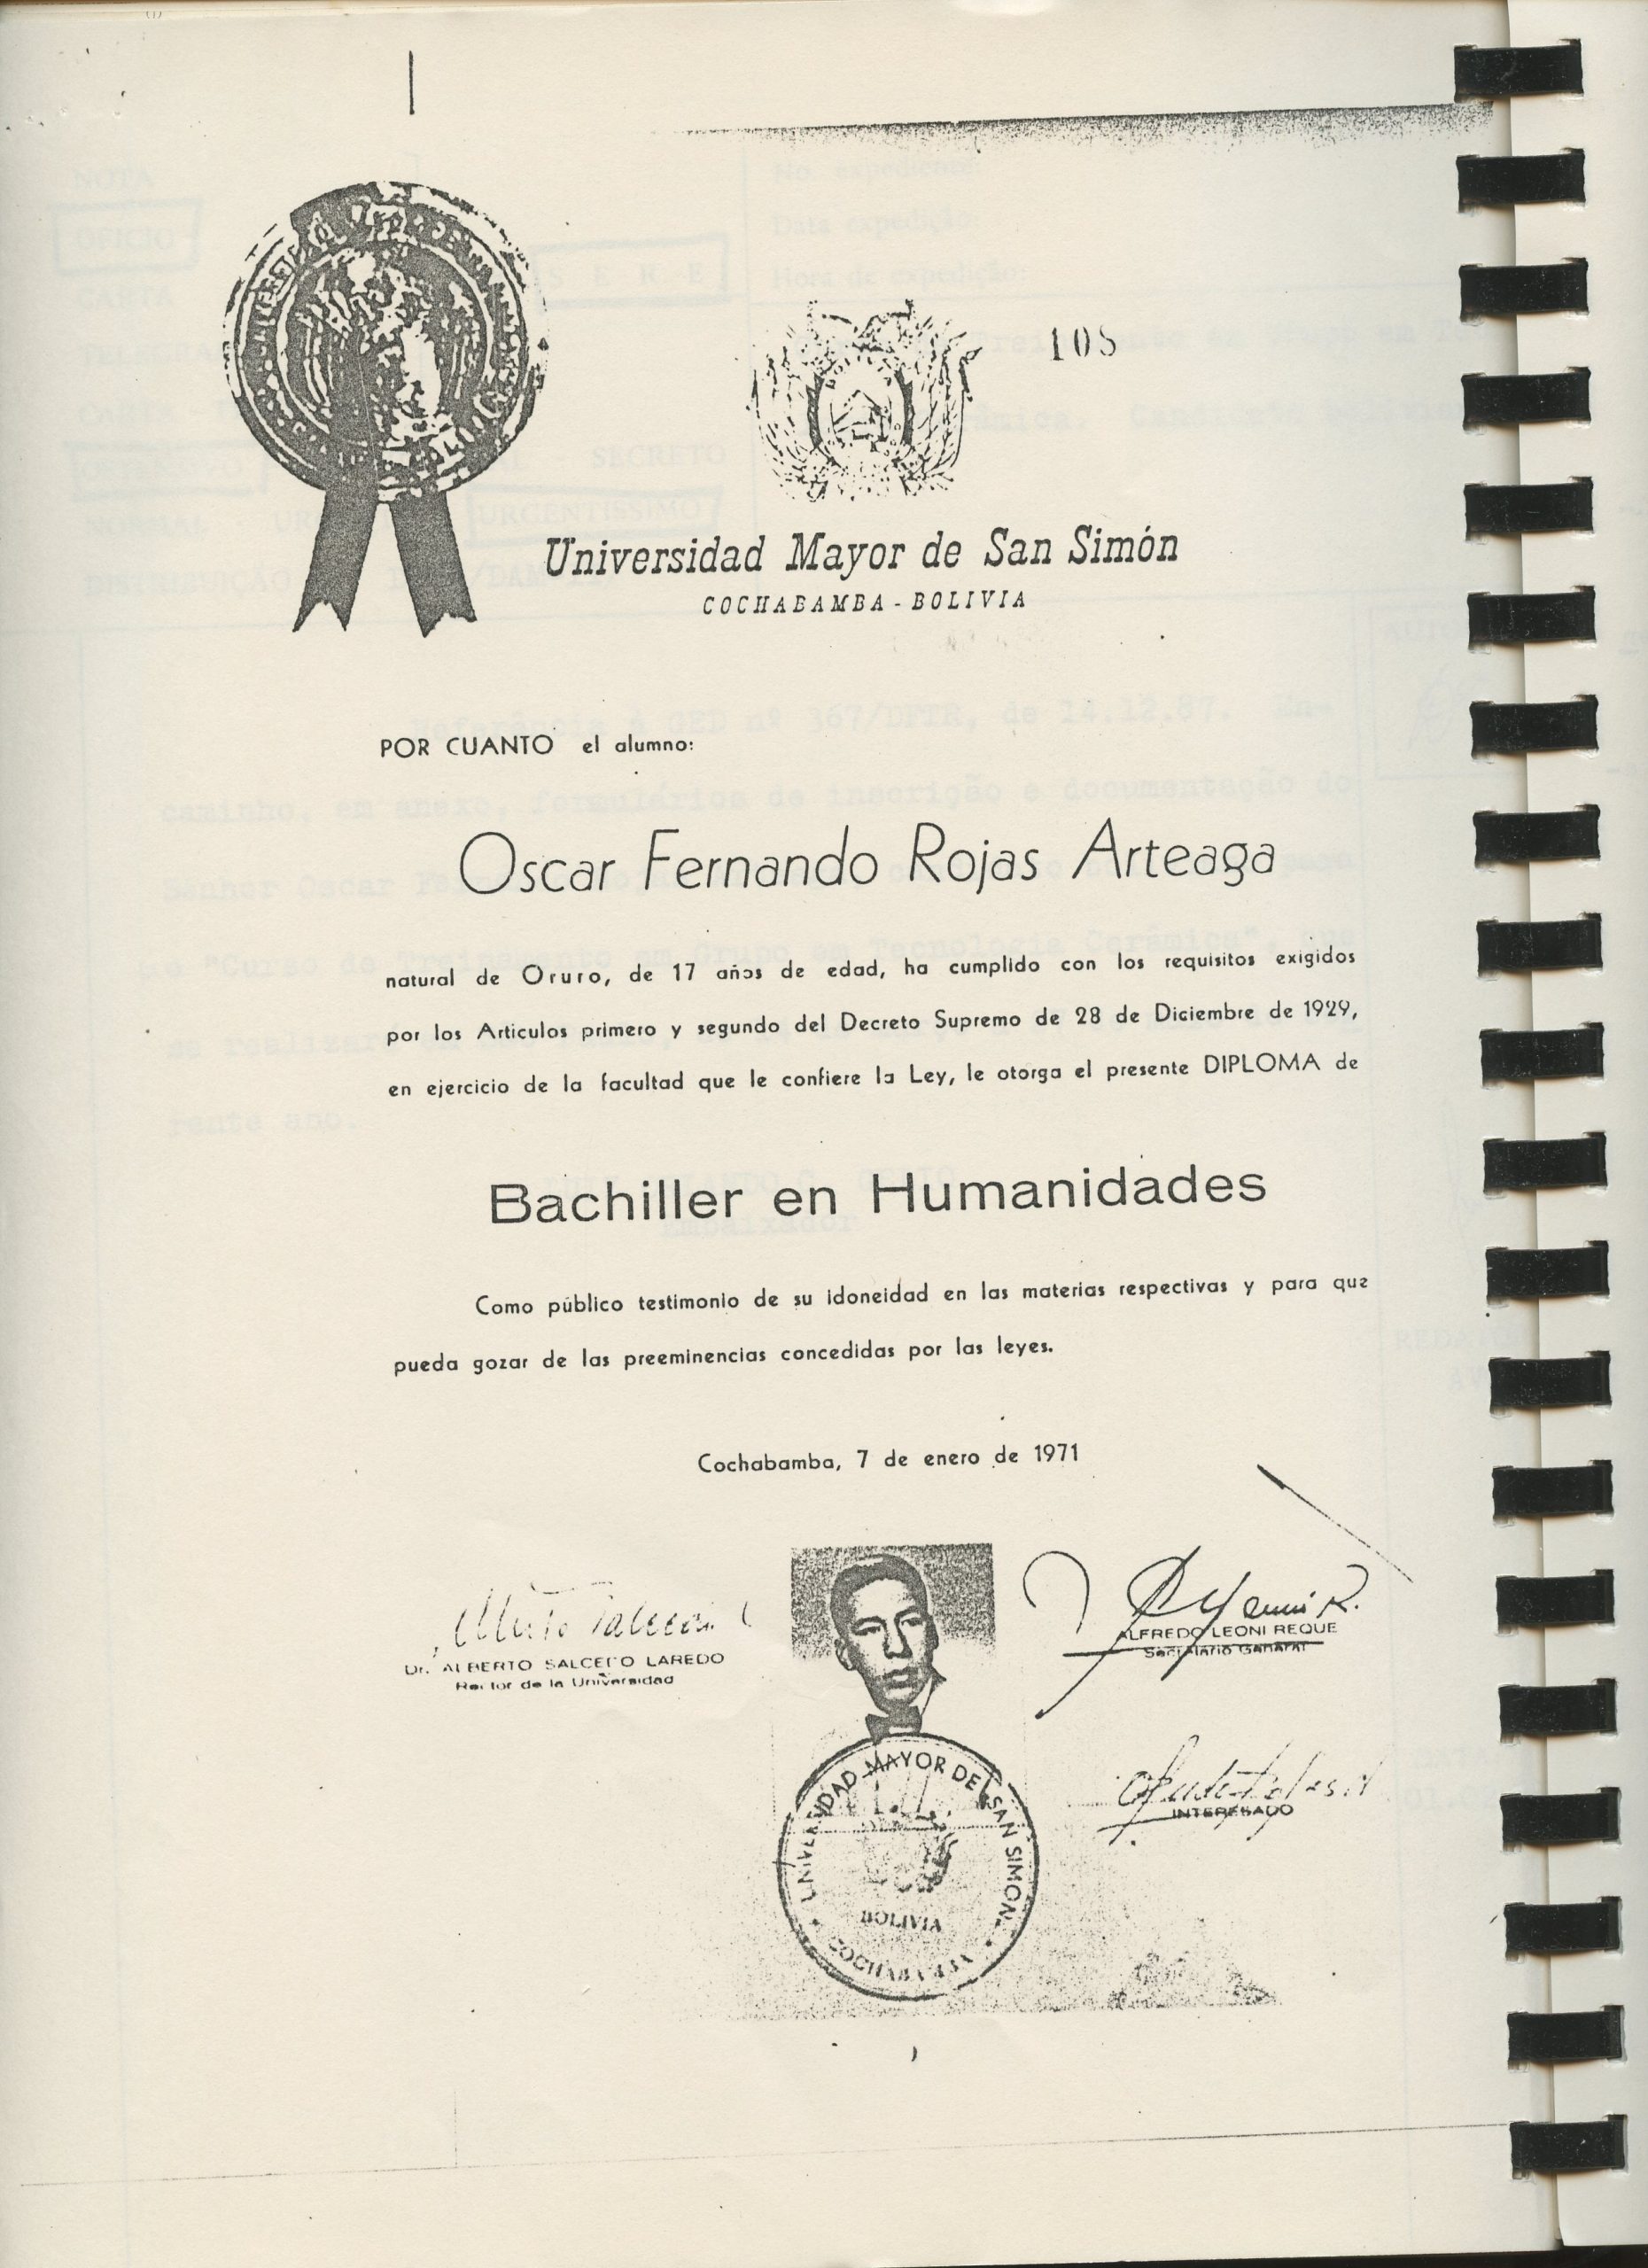 108
Universidad Mayor de San Simón
COCHABAMBA - BOLIVIA
POR CUANTO el alumno:
Oscar Fernando Rojas Arteaga
natural de Oruro, de 17 años de edad, ha cumplido con los requisitos exigidos
por los Articulos primero y segundo del Decreto Supremo de 28 de Diciembre de 1929,
en ejercicio de la facultad que le confiere la Ley, le otorga el presente DIPLOMA de
Bachiller en Humanidades
Como público testimonio de su idoneidad en las materias respectivas y para que
pueda gozar de las preeminencias concedidas por las leyes.
Cochabamba, 7 de enero de 1971
Dr. ALBERTO SALCEDO LAREDO
Rector de la Universidad
ALFREDO LEONI REQUE
Secretario General
INTERESADO
UNIVERSIDAD MAYOR DE SAN SIMON
BOLIVIA
COCHABAMBA